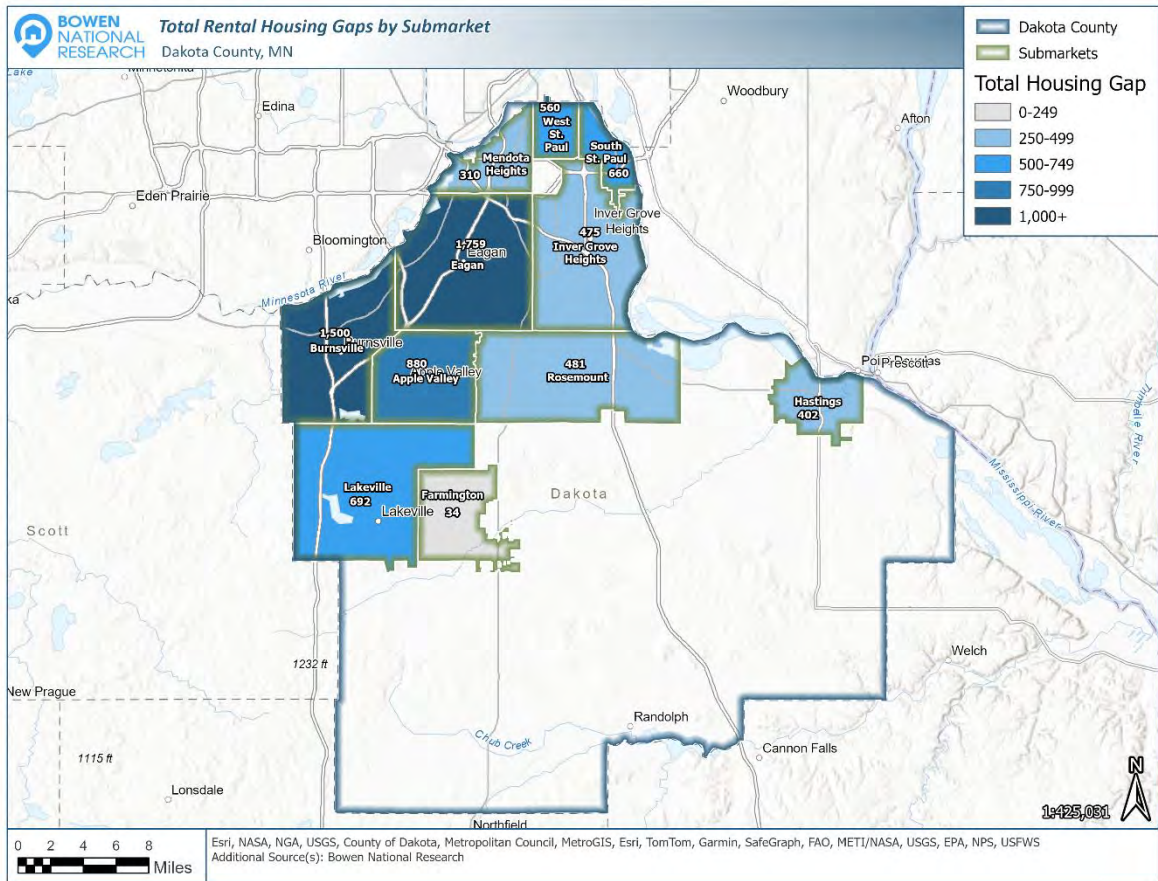 BOWEN
NATIONAL
RESEARCH
Total Rental Housing Gaps by Submarket
Dakota County, MN
Dakota County
Submarkets
Total Housing Gap
0-249
250-499
500-749
750-999
1,000+
Lake
Minnetonka
Edina
Woodbury
Afton
560
West
St.
Paul
South
St. Paul
660
Mendota
Heights
310
Eden Prairie
Inver Grove
Heights
475
Inver Grove
Heights
1,759
Eagan
Eagan
Bloomington
Minnesota River
ka
1,500
Burnsville
Burnsville
880
Apple Valley
Apple Valley
481
Rosemount
Point Douglas
Prescott
Hastings
402
Trimbelle River
Mississippi River
Lakeville
692
Lakeville
Farmington
34
Dakota
Scott
1232 ft
Welch
New Prague
Randolph
Chub Creek
Cannon Falls
1115 ft
Lonsdale
Northfield
N
1:425,031
0 2 4 6 8
Miles
Esri, NASA, NGA, USGS, County of Dakota, Metropolitan Council, MetroGIS, Esri, TomTom, Garmin, SafeGraph, FAO, METI/NASA, USGS, EPA, NPS, USFWS
Additional Source(s): Bowen National Research